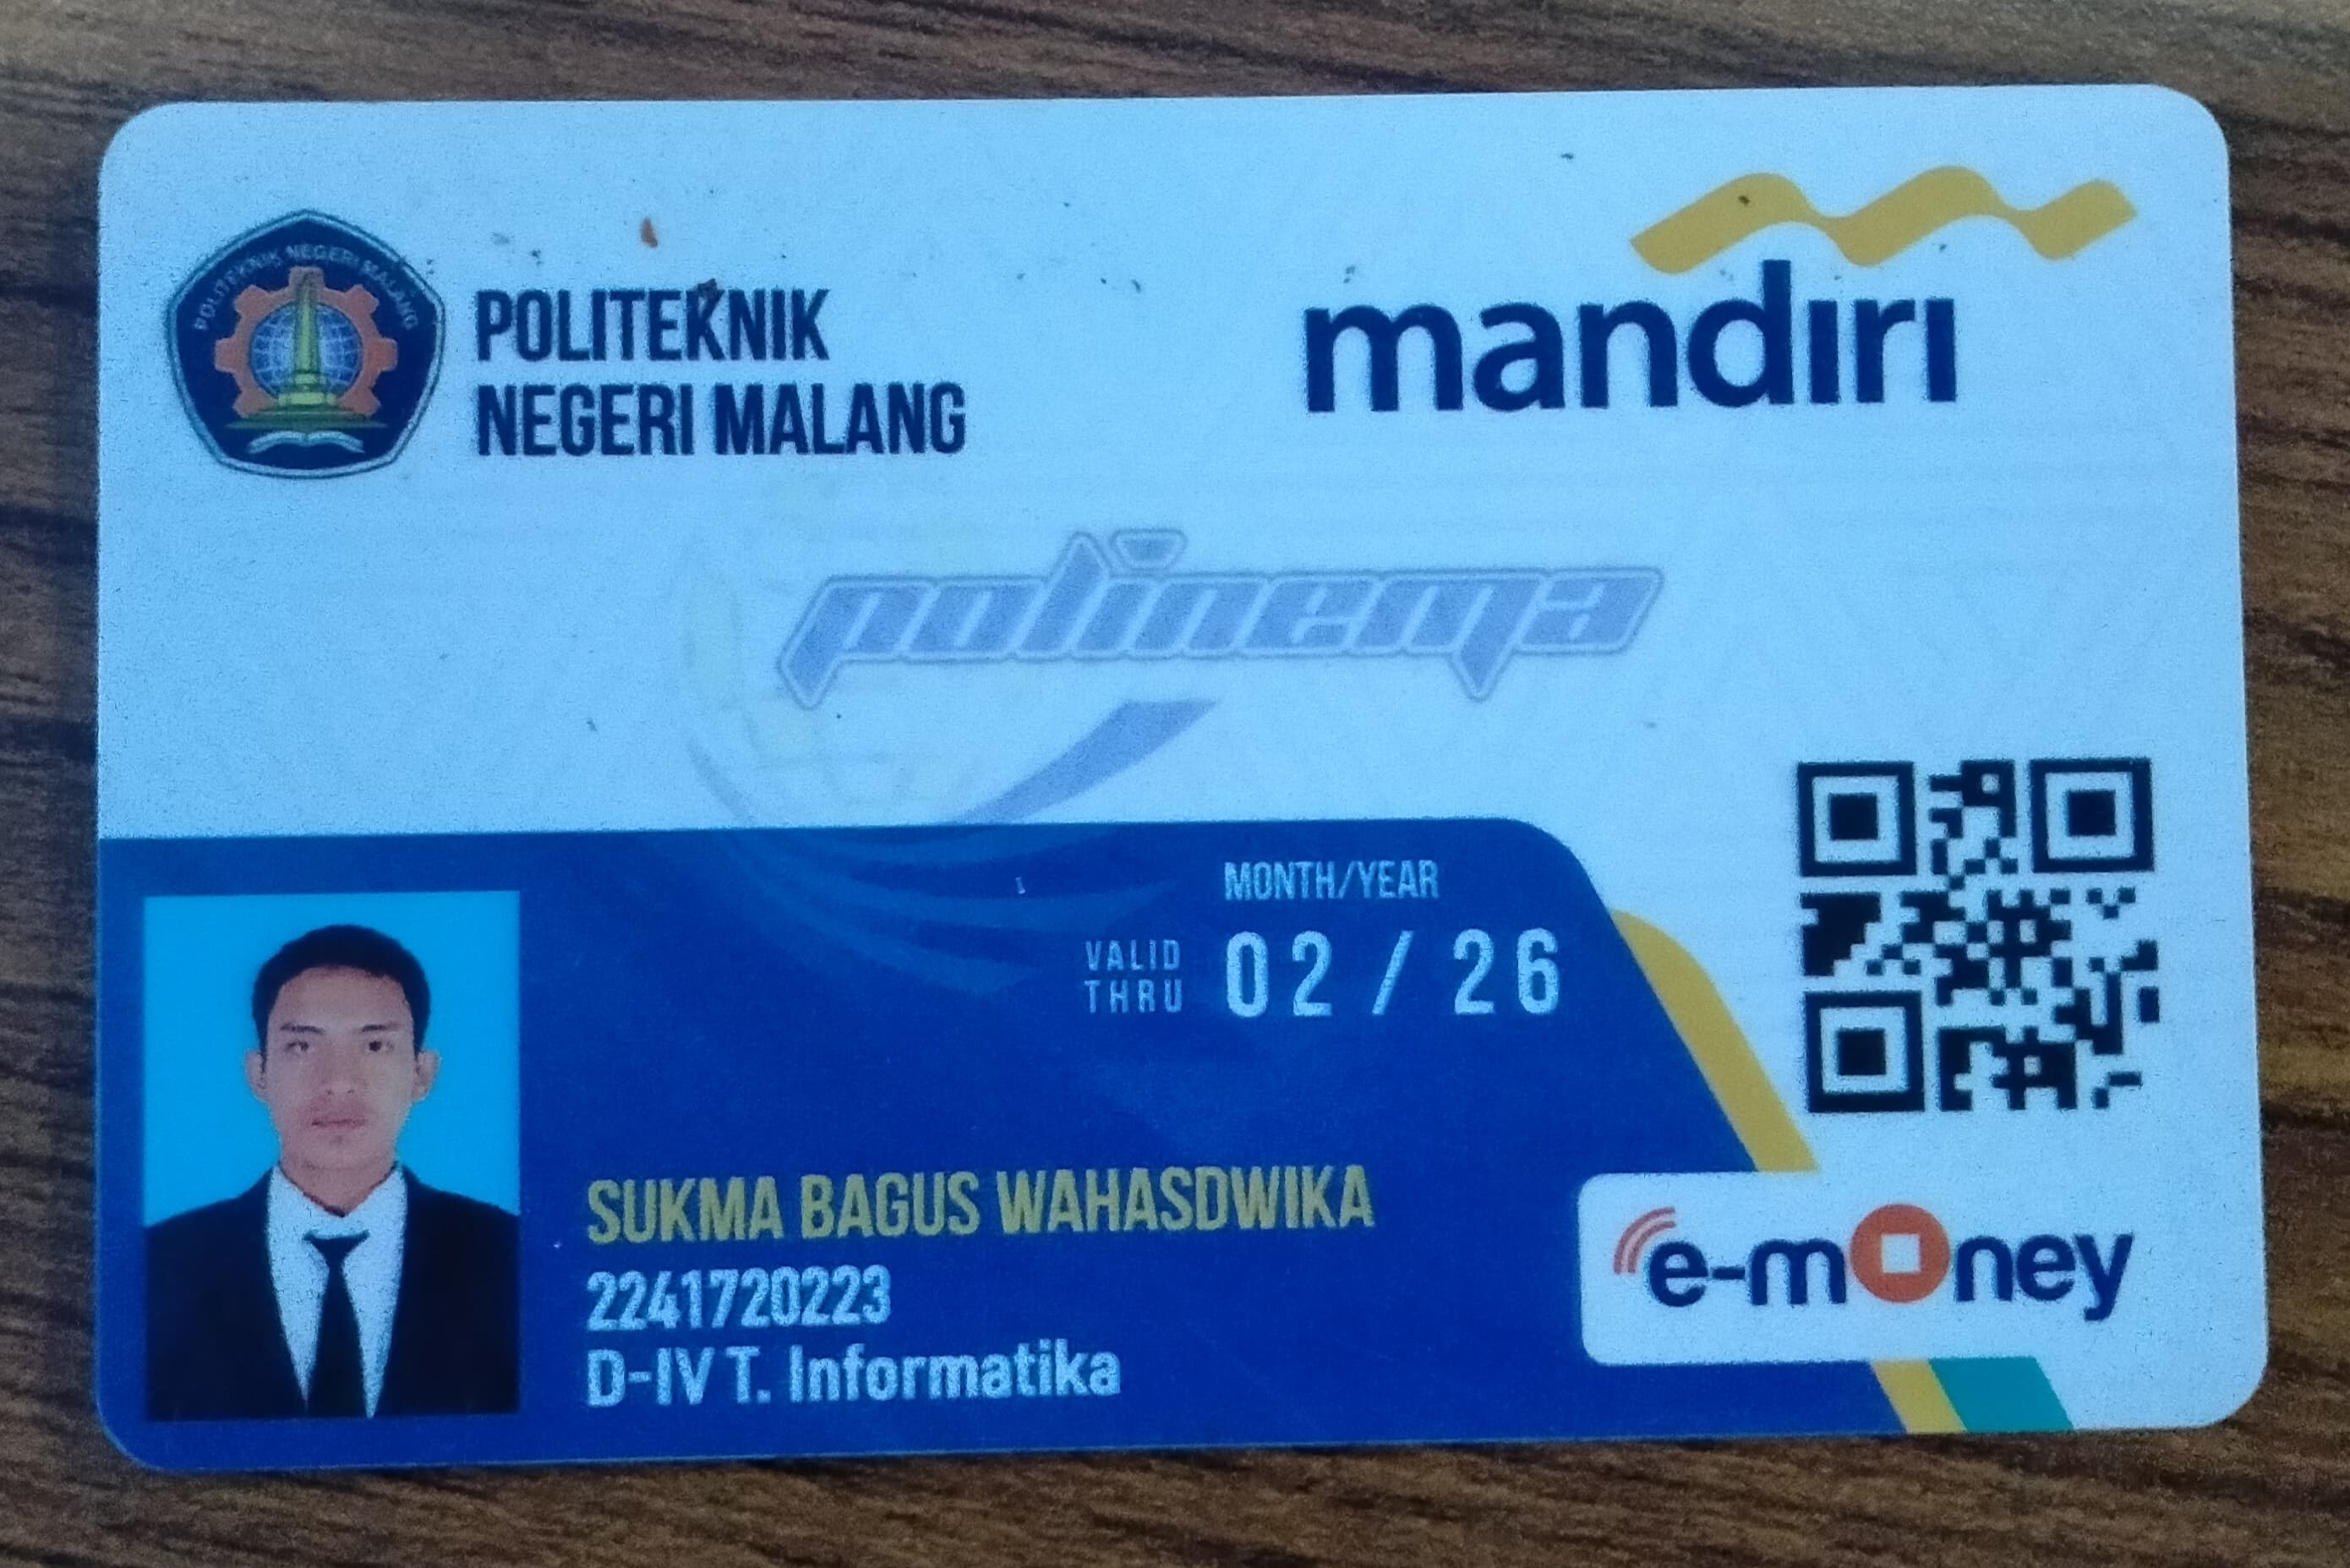 POLITEKNIK NEGERI MALANG
POLITEKNIK
NEGERI MALANG
mandiri
polinema
MONTH/YEAR
VALID THRU 02 / 26
SUKMA BAGUS WAHASDWIKA
2241720223
D-IV T. Informatika
e-money